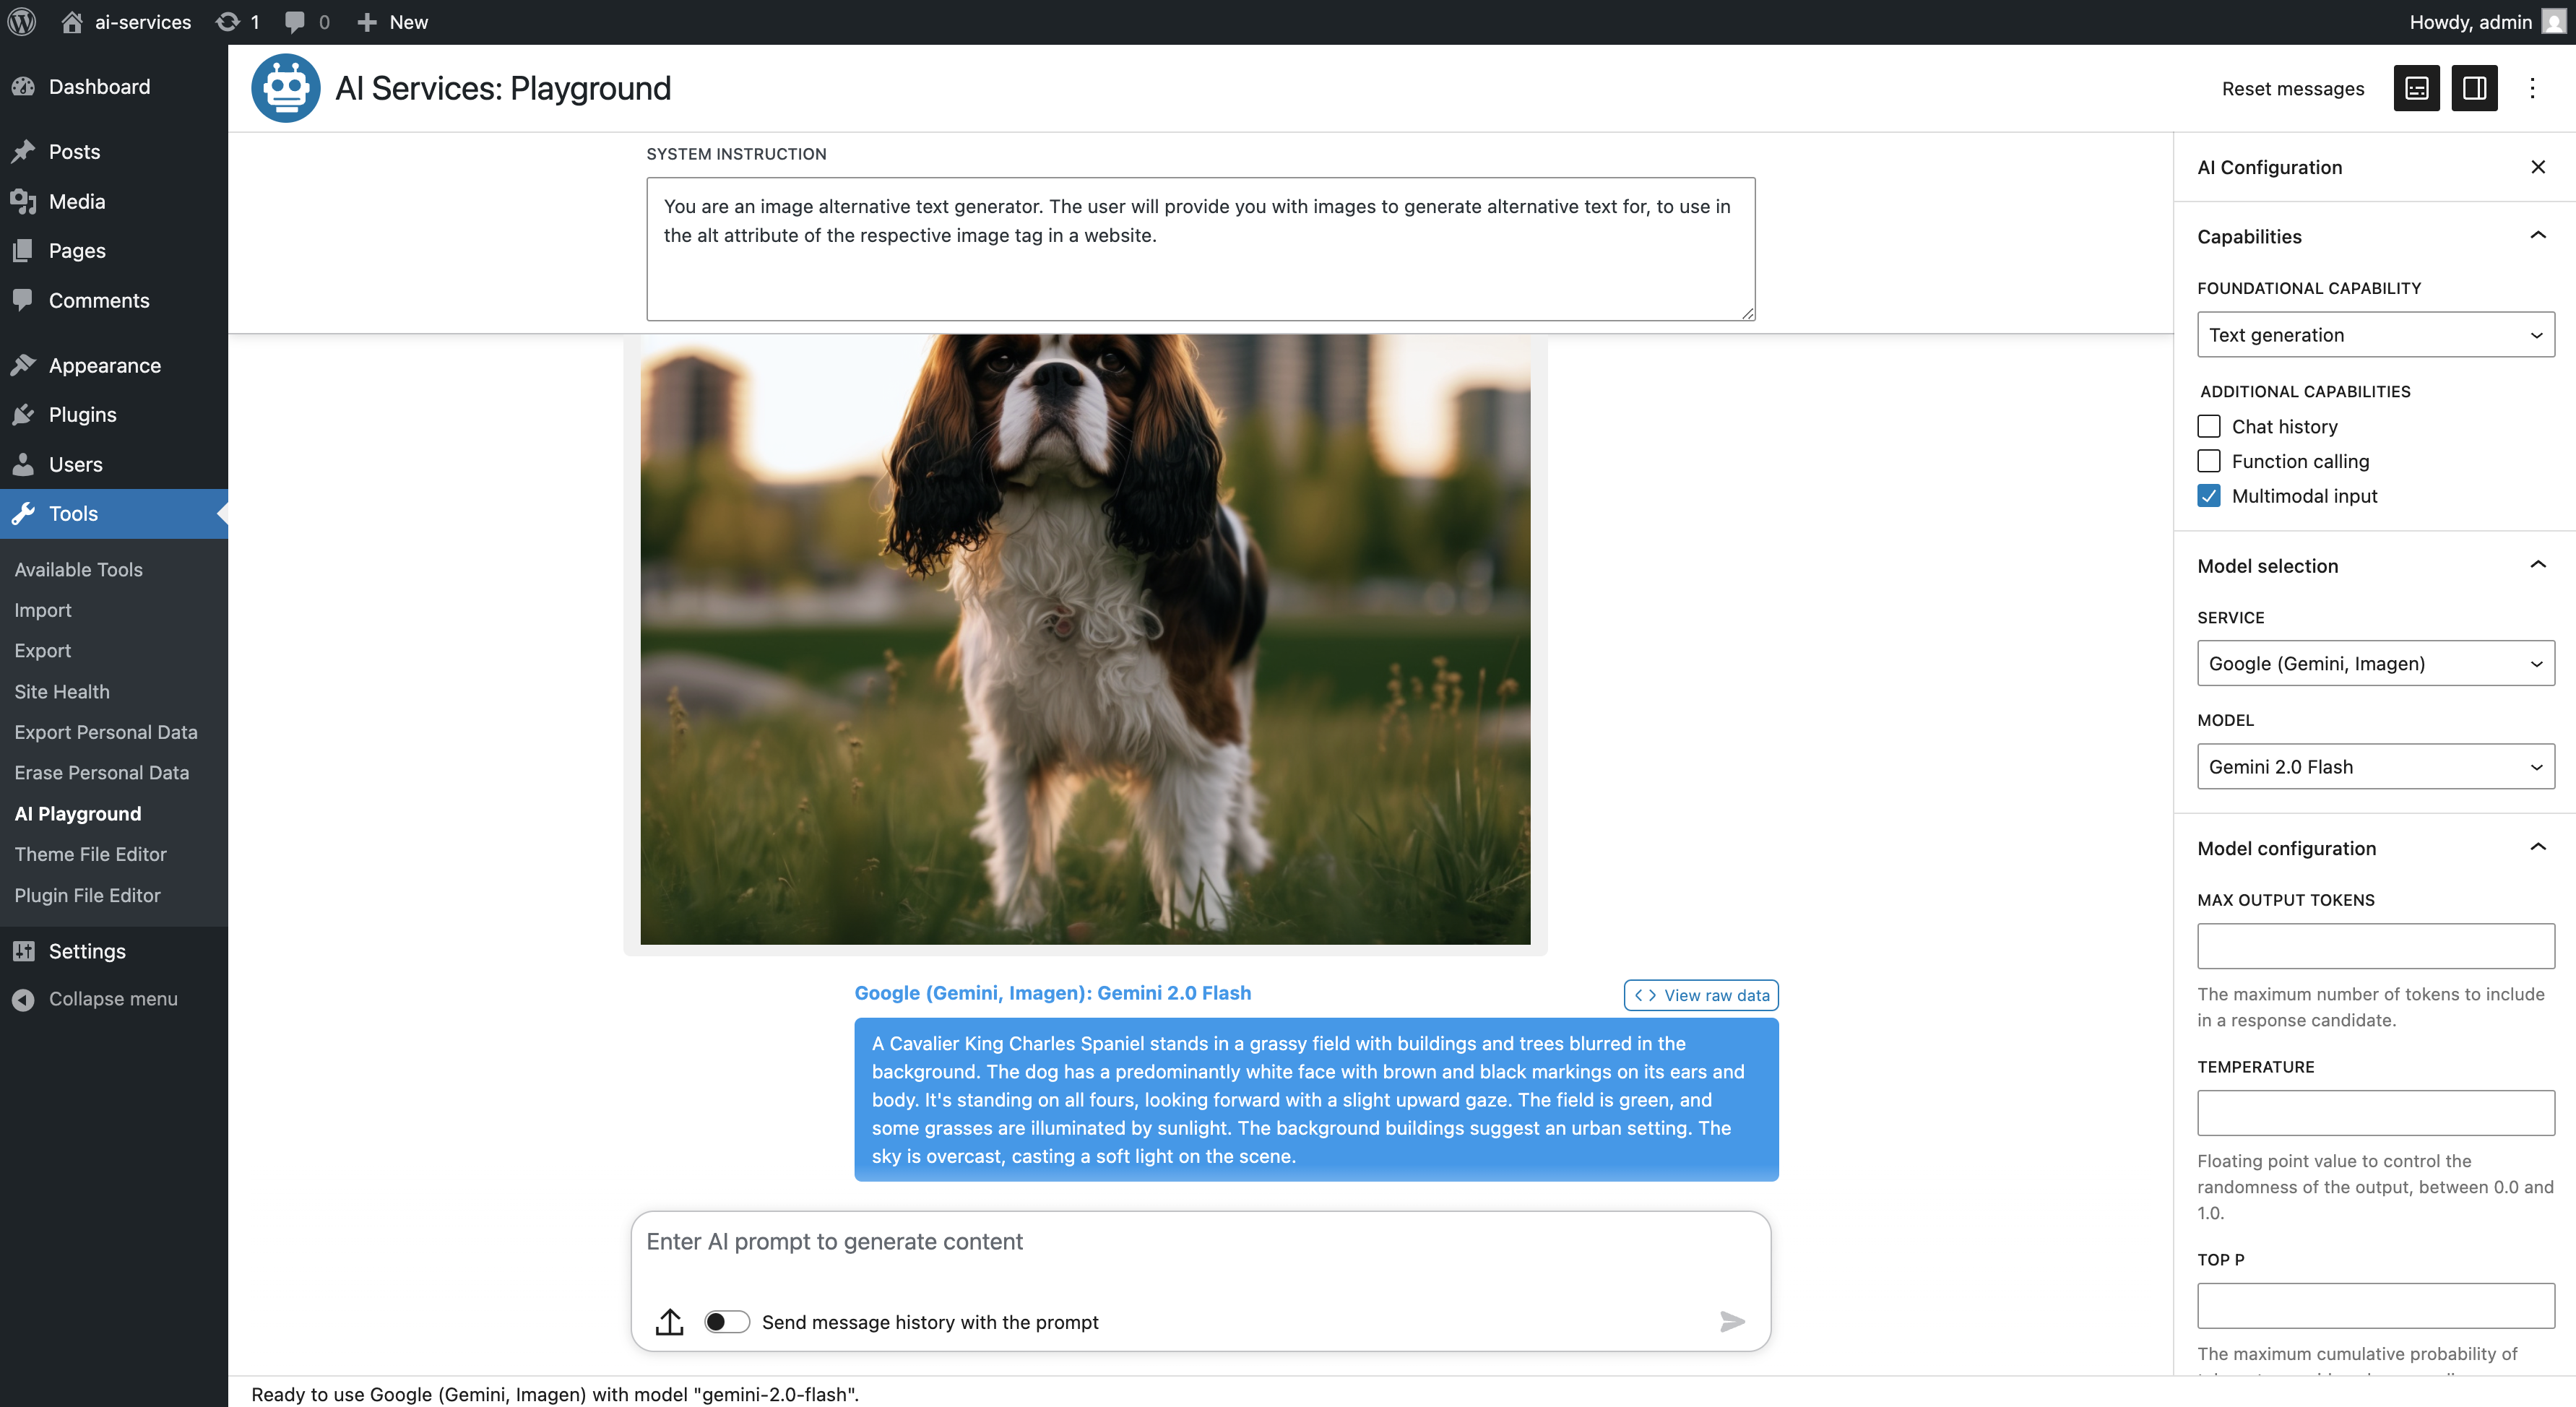 ai-services
1
0
New
Howdy, admin
Dashboard
Posts
Media
Pages
Comments
Appearance
Plugins
Users
Tools
Available Tools
Import
Export
Site Health
Export Personal Data
Erase Personal Data
AI Playground
Theme File Editor
Plugin File Editor
Settings
Collapse menu
AI Services: Playground
Reset messages
SYSTEM INSTRUCTION
You are an image alternative text generator. The user will provide you with images to generate alternative text for, to use in
the alt attribute of the respective image tag in a website.
Google (Gemini, Imagen): Gemini 2.0 Flash
View raw data
A Cavalier King Charles Spaniel stands in a grassy field with buildings and trees blurred in the
background. The dog has a predominantly white face with brown and black markings on its ears and
body. It's standing on all fours, looking forward with a slight upward gaze. The field is green, and
some grasses are illuminated by sunlight. The background buildings suggest an urban setting. The
sky is overcast, casting a soft light on the scene.
Enter AI prompt to generate content
Send message history with the prompt
AI Configuration
Capabilities
FOUNDATIONAL CAPABILITY
Text generation
ADDITIONAL CAPABILITIES
Chat history
Function calling
Multimodal input
Model selection
SERVICE
Google (Gemini, Imagen)
MODEL
Gemini 2.0 Flash
Model configuration
MAX OUTPUT TOKENS
The maximum number of tokens to include
in a response candidate.
TEMPERATURE
Floating point value to control the
randomness of the output, between 0.0 and
1.0.
TOP P
The maximum cumulative probability of
Ready to use Google (Gemini, Imagen) with model "gemini-2.0-flash".